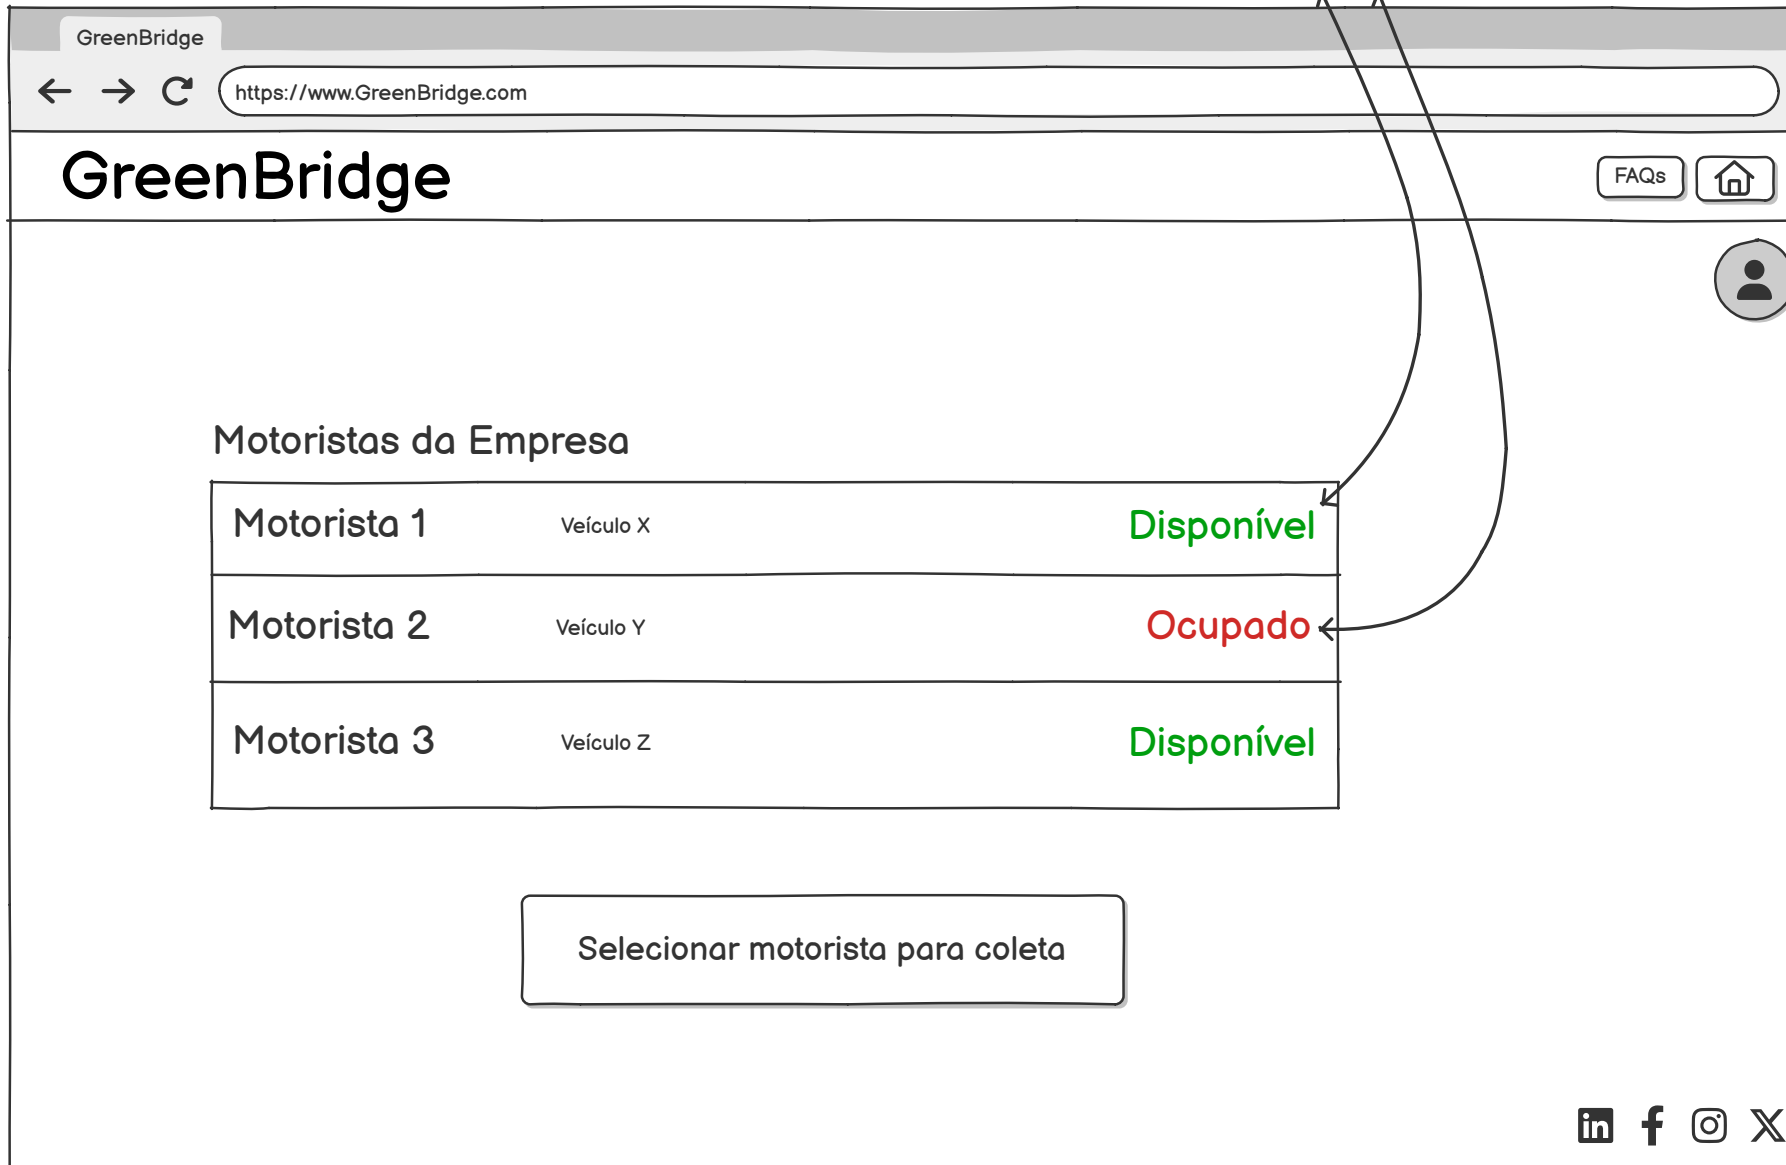 GreenBridge
https://www.GreenBridge.com
GreenBridge
FAQs
Motoristas da Empresa
Motorista 1 Veículo X Disponível
Motorista 2 Veículo Y Ocupado
Motorista 3 Veículo Z Disponível
Selecionar motorista para coleta